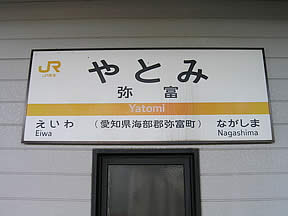 JR
JR東海
やとみ
弥富
Yatomi
えいわ (愛知県海部郡弥富町) ながしま
Eiwa Nagashima